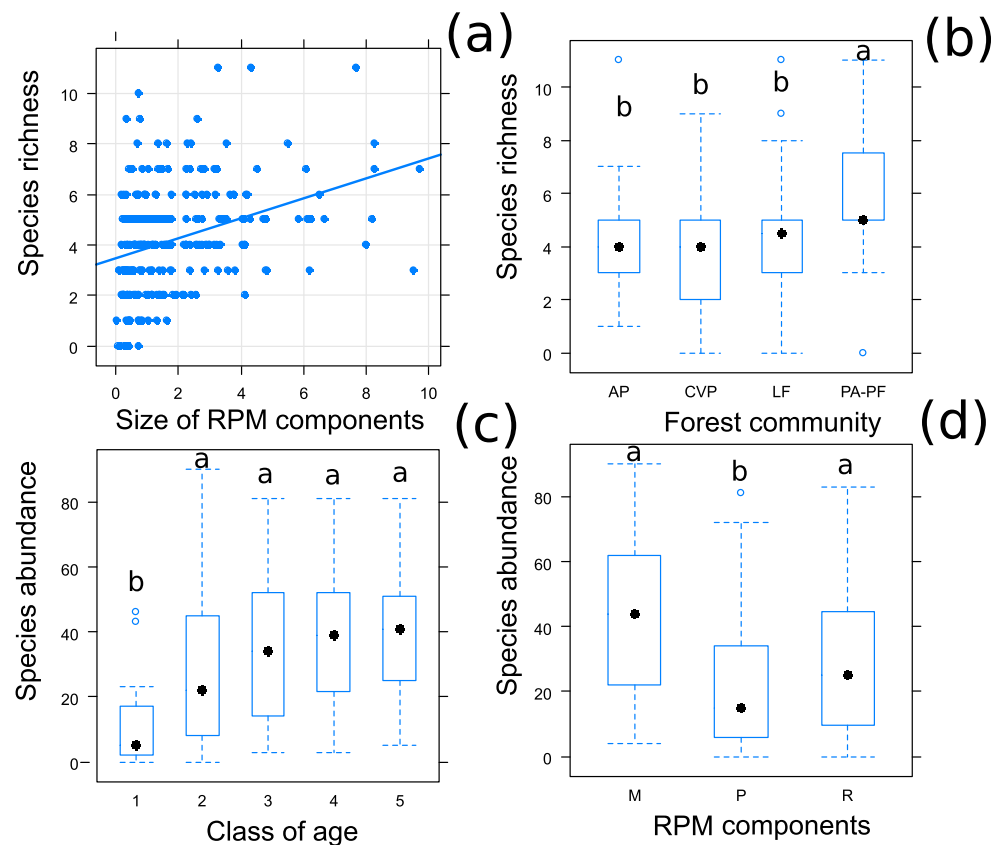 (a)
Species richness
10
8
6
4
2
0
0 2 4 6 8 10
Size of RPM components
(b)
Species richness
10
8
6
4
2
0
b b b a
AP CVP LF PA-PF
Forest community
(c)
Species abundance
80
60
40
20
0
b a a a a
1 2 3 4 5
Class of age
(d)
Species abundance
80
60
40
20
0
a b a
M P R
RPM components